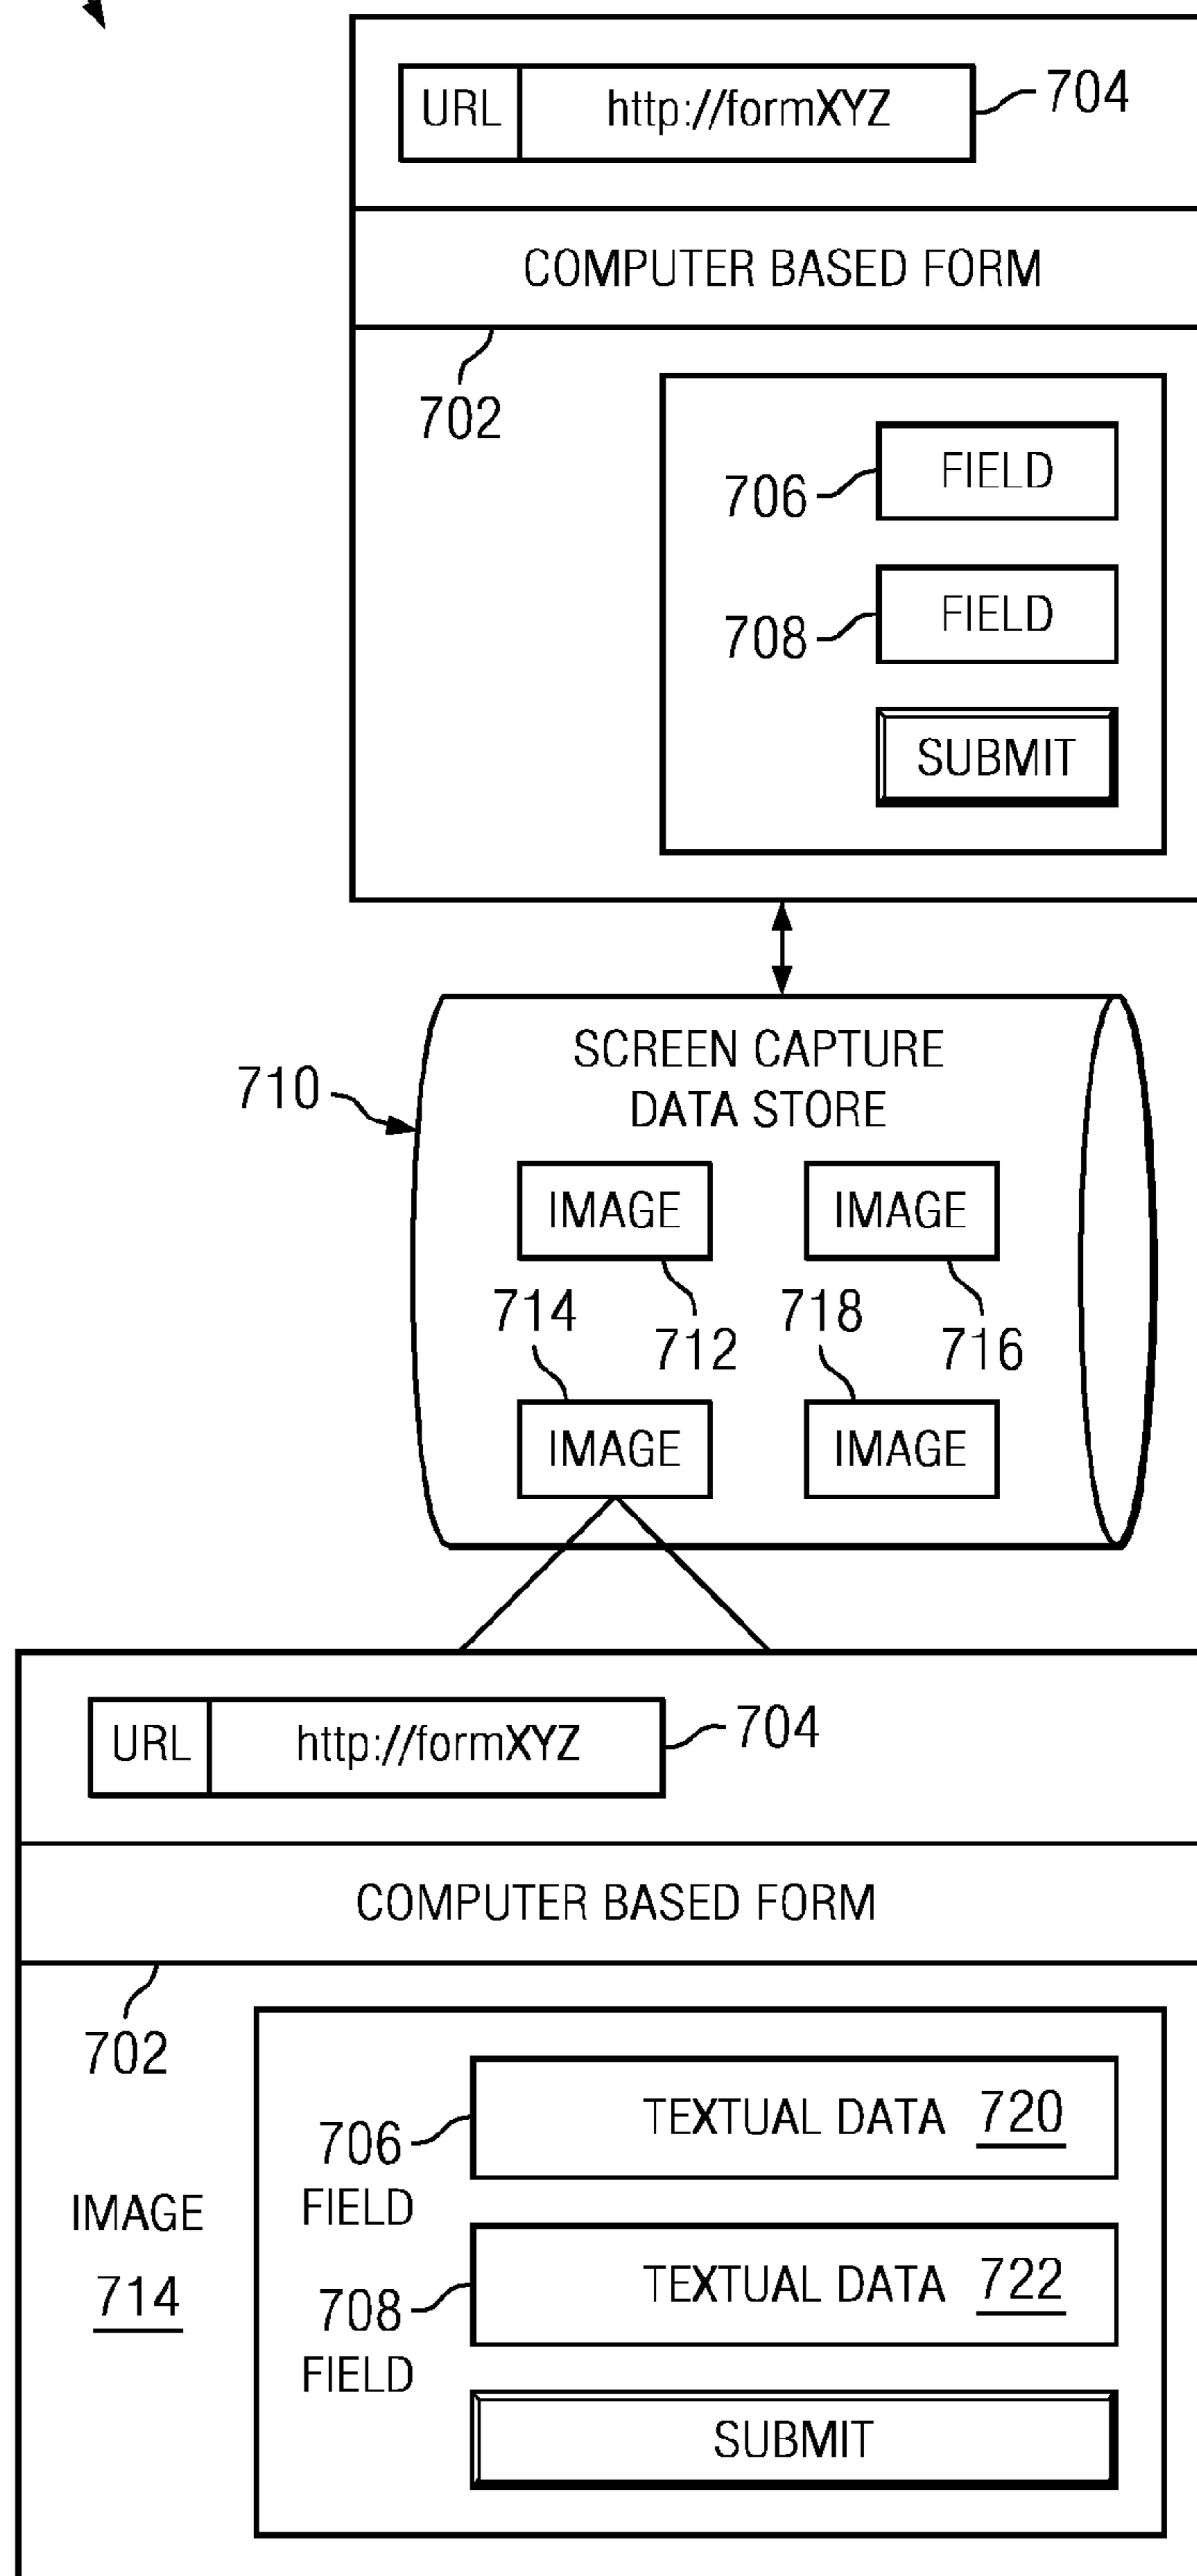 URL http://formXYZ 704
COMPUTER BASED FORM
702
706 FIELD
708 FIELD
SUBMIT
710
SCREEN CAPTURE
DATA STORE
IMAGE IMAGE
714 712 718 716
IMAGE IMAGE
URL http://formXYZ 704
COMPUTER BASED FORM
702
706 TEXTUAL DATA 720
FIELD
IMAGE
714
708 TEXTUAL DATA 722
FIELD
SUBMIT